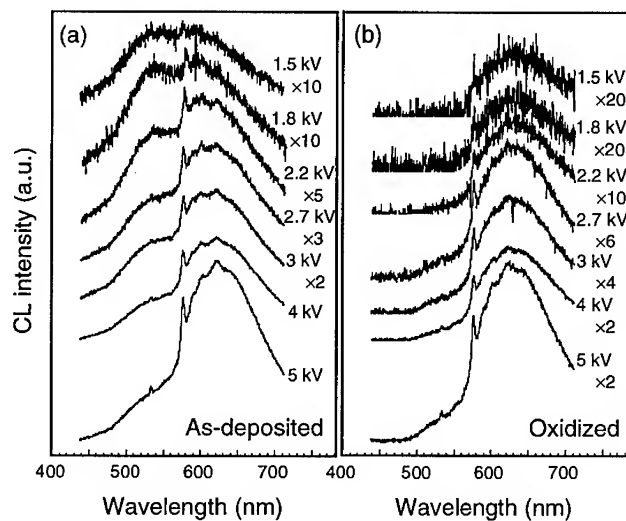 (a)
1.5 kV
×10
1.8 kV
×10
2.2 kV
×5
2.7 kV
×3
3 kV
×2
4 kV
5 kV
As-deposited
400 500 600 700
Wavelength (nm)
CL intensity (a.u.)
(b)
1.5 kV
×20
1.8 kV
×20
2.2 kV
×10
2.7 kV
×6
3 kV
×4
4 kV
×2
5 kV
×2
Oxidized
400 500 600 700
Wavelength (nm)